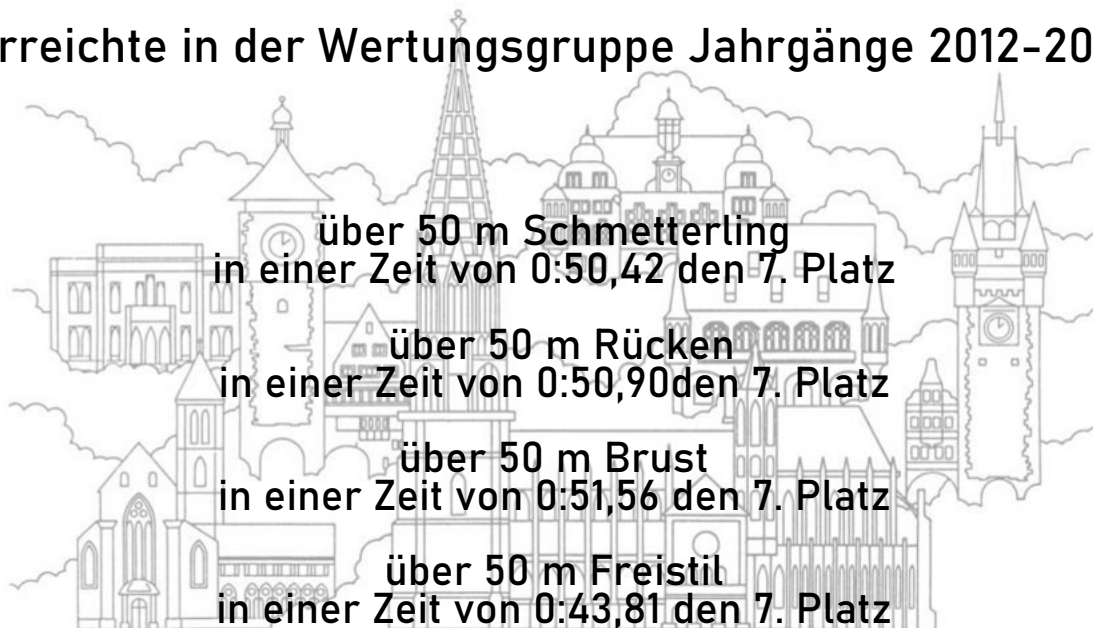 rreichte in der Wertungsgruppe Jahrgänge 2012-20
über 50 m Schmetterling
in einer Zeit von 0:50,42 den 7. Platz
über 50 m Rücken
in einer Zeit von 0:50,90den 7. Platz
über 50 m Brust
in einer Zeit von 0:51,56 den 7. Platz
über 50 m Freistil
in einer Zeit von 0:43,81 den 7. Platz